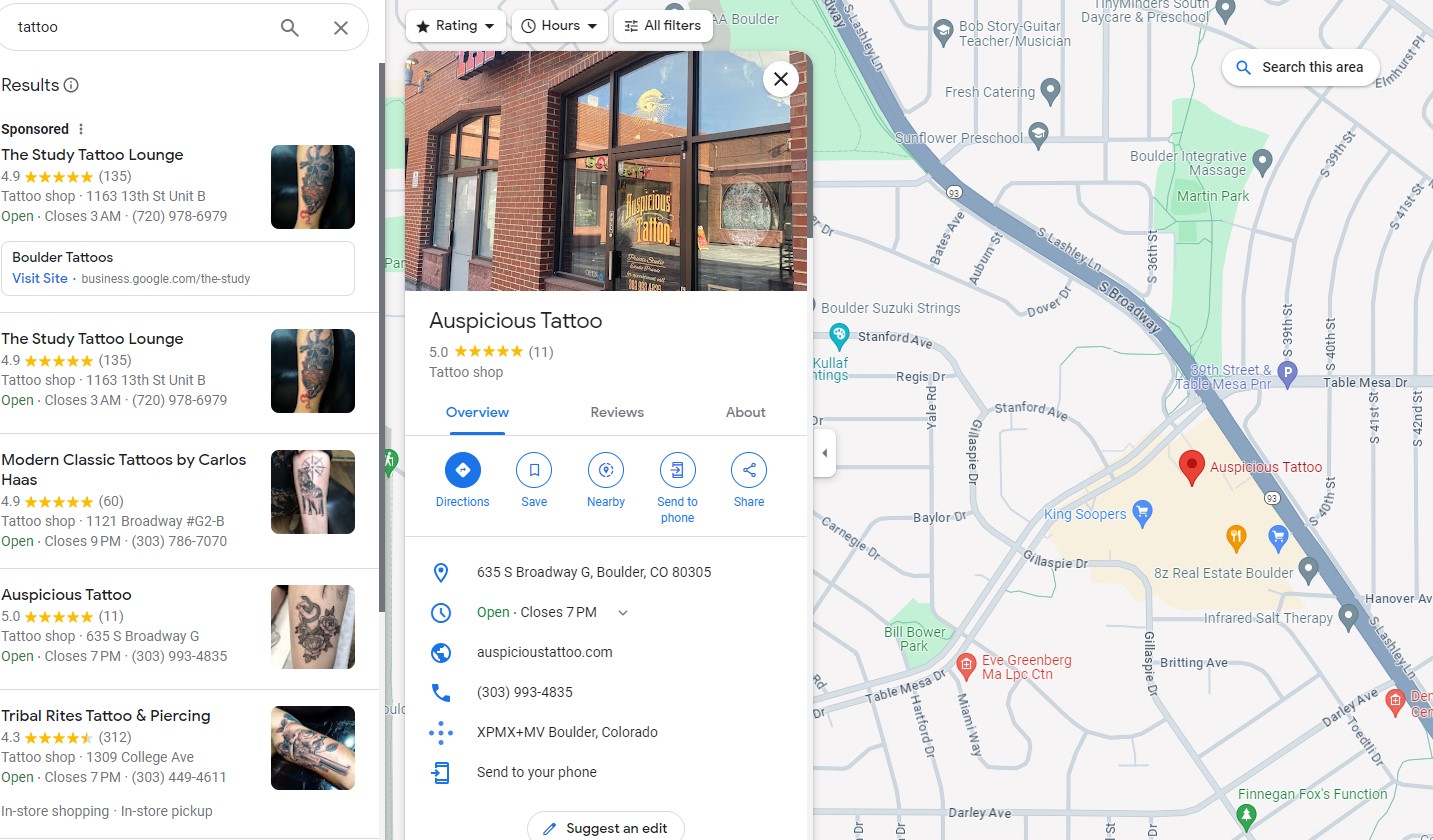 tattoo
Results
Sponsored
The Study Tattoo Lounge
4.9 (135)
Tattoo shop · 1163 13th St Unit B
Open · Closes 3 AM · (720) 978-6979
Boulder Tattoos
Visit Site · business.google.com/the-study
The Study Tattoo Lounge
4.9 (135)
Tattoo shop · 1163 13th St Unit B
Open · Closes 3 AM · (720) 978-6979
Modern Classic Tattoos by Carlos
Haas
4.9 (60)
Tattoo shop · 1121 Broadway #G2-B
Open · Closes 9 PM · (303) 786-7070
Auspicious Tattoo
5.0 (11)
Tattoo shop · 635 S Broadway G
Open · Closes 7 PM · (303) 993-4835
Tribal Rites Tattoo & Piercing
4.3 (312)
Tattoo shop · 1309 College Ave
Open · Closes 7 PM · (303) 449-4611
In-store shopping · In-store pickup
Rating
Hours
All filters
Auspicious
Tattoo
Auspicious Tattoo
5.0 (11)
Tattoo shop
Overview
Reviews
About
Directions
Save
Nearby
Send to
phone
Share
635 S Broadway G, Boulder, CO 80305
Open · Closes 7 PM
auspicioustattoo.com
(303) 993-4835
XPMX+MV Boulder, Colorado
Send to your phone
Suggest an edit
Search this area
AA Boulder
S Lashley Ln
Bob Story-Guitar
Teacher/Musician
TinyMinders South
Daycare & Preschool
Elmhurst Pl
Fresh Catering
Sunflower Preschool
Boulder Integrative
Massage
Martin Park
S 39th St
S 41st St
93
Bates Ave
Auburn St
S Lashley Ln
S 36th St
Dover Dr
S Broadway
Boulder Suzuki Strings
Stanford Ave
Kullaf
Regis Dr
Yale Rd
Stanford Ave
Gillaspie Dr
39th Street &
Table Mesa Pnr
P
S 39th St
S 40th St
Table Mesa Dr
S 41st St
S 42nd St
Auspicious Tattoo
93
S 40th St
King Soopers
Baylor Dr
Carnegie Dr
Gillaspie Dr
8z Real Estate Boulder
Hanover Av
Infrared Salt Therapy
S Lashley Ln
Bill Bower
Park
Eve Greenberg
Ma Lpc Ctn
Gillaspie Dr
Britting Ave
Table Mesa Dr
Hartford Dr
Miami Way
Darley Ave
Toedtli Dr
Finnegan Fox's Function
Darley Ave